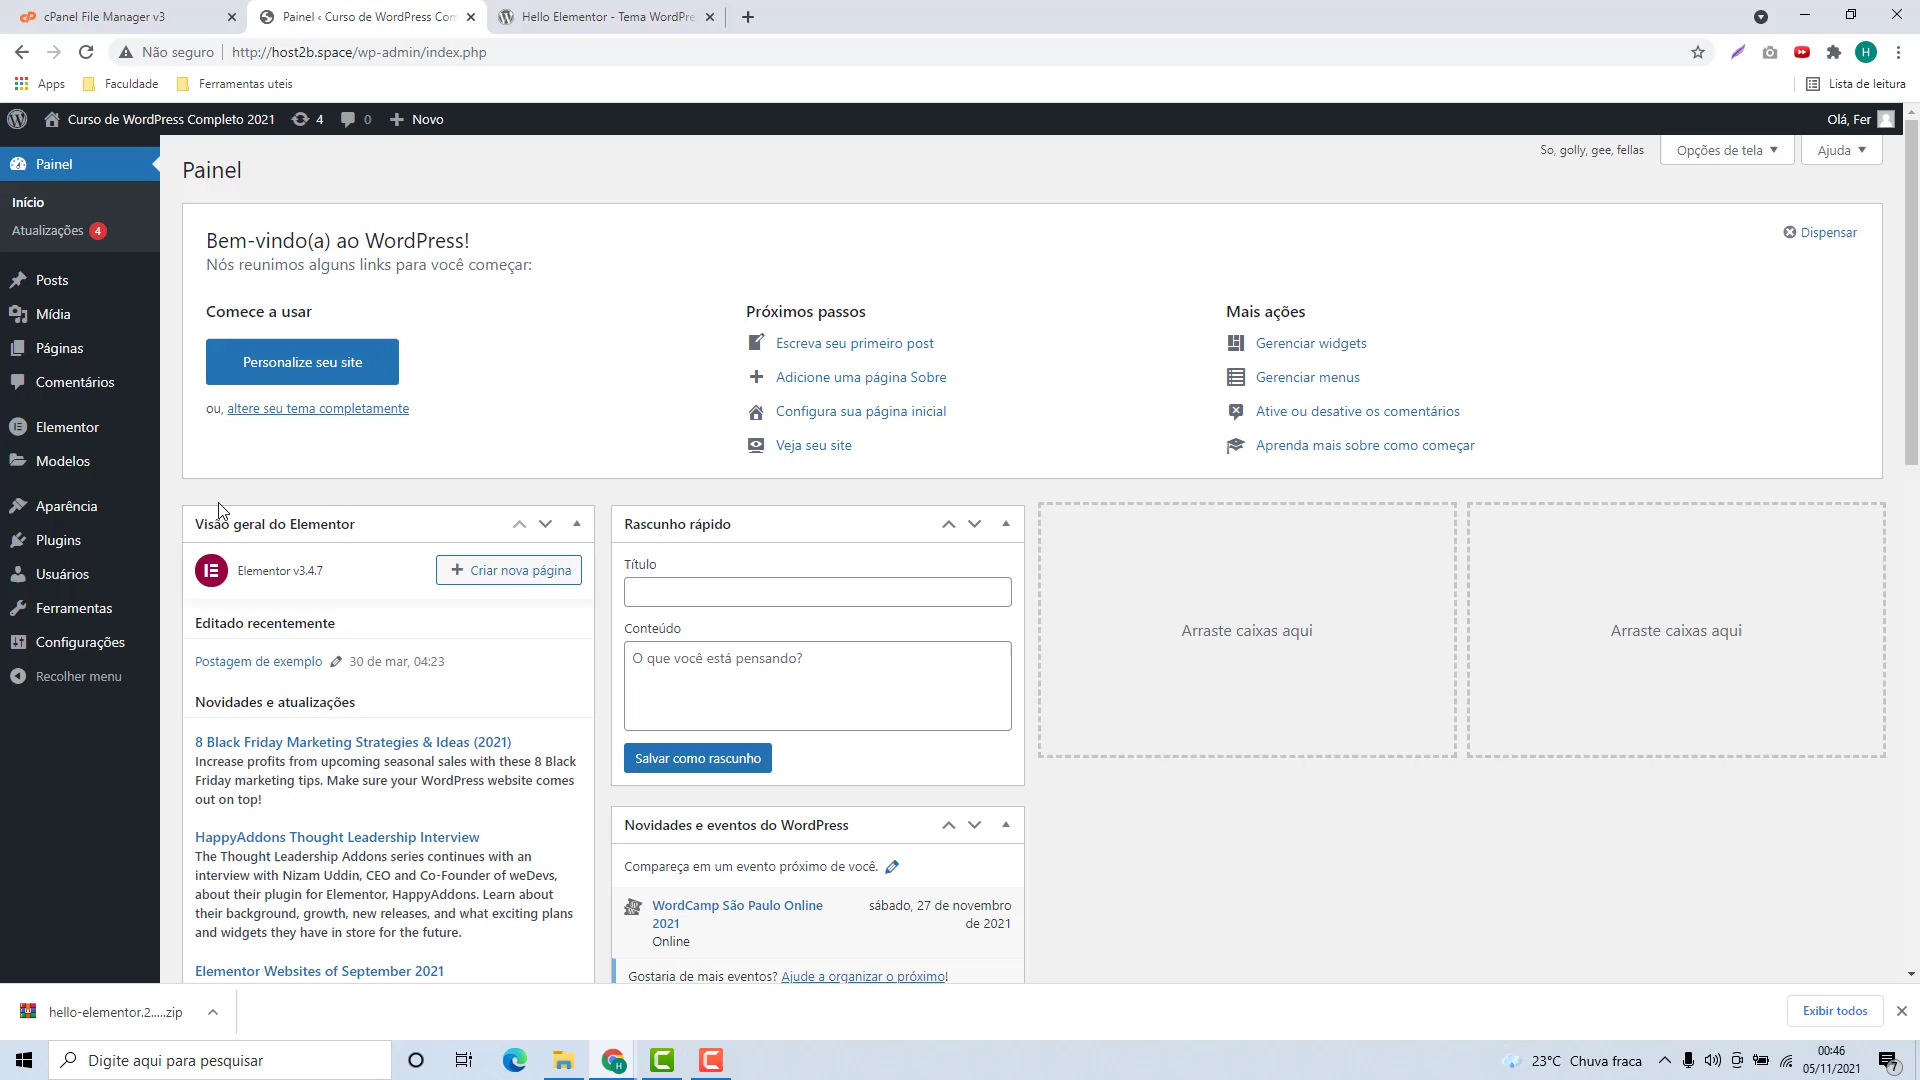 cPanel File Manager v3
Painel ‹ Curso de WordPress Com
Hello Elementor - Tema WordPre
Não seguro
http://host2b.space/wp-admin/index.php
H
Apps
Faculdade
Ferramentas uteis
Lista de leitura
Curso de WordPress Completo 2021
4
0
Novo
Olá, Fer
Painel
Início
Atualizações 4
Posts
Mídia
Páginas
Comentários
Elementor
Modelos
Aparência
Plugins
Usuários
Ferramentas
Configurações
Recolher menu
So, golly, gee, fellas
Opções de tela
Ajuda
Painel
Bem-vindo(a) ao WordPress!
Nós reunimos alguns links para você começar:
Dispensar
Comece a usar
Personalize seu site
ou, altere seu tema completamente
Próximos passos
Escreva seu primeiro post
Adicione uma página Sobre
Configura sua página inicial
Veja seu site
Mais ações
Gerenciar widgets
Gerenciar menus
Ative ou desative os comentários
Aprenda mais sobre como começar
Visão geral do Elementor
Elementor v3.4.7
Criar nova página
Editado recentemente
Postagem de exemplo 30 de mar, 04:23
Novidades e atualizações
8 Black Friday Marketing Strategies & Ideas (2021)
Increase profits from upcoming seasonal sales with these 8 Black
Friday marketing tips. Make sure your WordPress website comes
out on top!
HappyAddons Thought Leadership Interview
The Thought Leadership Addons series continues with an
interview with Nizam Uddin, CEO and Co-Founder of weDevs,
about their plugin for Elementor, HappyAddons. Learn about
their background, growth, new releases, and what exciting plans
and widgets they have in store for the future.
Elementor Websites of September 2021
Rascunho rápido
Título
Conteúdo
O que você está pensando?
Salvar como rascunho
Novidades e eventos do WordPress
Compareça em um evento próximo de você.
WordCamp São Paulo Online
2021
Online
sábado, 27 de novembro
de 2021
Gostaria de mais eventos? Ajude a organizar o próximo!
Arraste caixas aqui
Arraste caixas aqui
hello-elementor.2.....zip
Exibir todos
Digite aqui para pesquisar
23°C Chuva fraca
00:46
05/11/2021
7